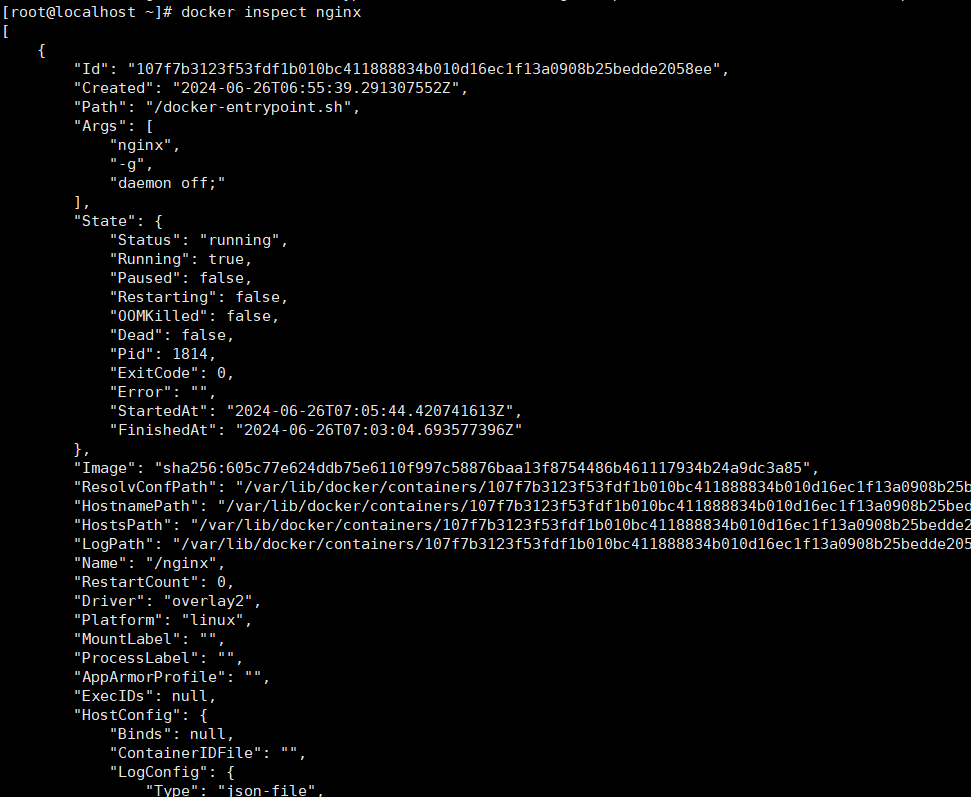 [root@localhost ~]# docker inspect nginx
[
    {
        "Id": "107f7b3123f53fdf1b010bc411888834b010d16ec1f13a0908b25bedde2058ee",
        "Created": "2024-06-26T06:55:39.291307552Z",
        "Path": "/docker-entrypoint.sh",
        "Args": [
            "nginx",
            "-g",
            "daemon off;"
        ],
        "State": {
            "Status": "running",
            "Running": true,
            "Paused": false,
            "Restarting": false,
            "OOMKilled": false,
            "Dead": false,
            "Pid": 1814,
            "ExitCode": 0,
            "Error": "",
            "StartedAt": "2024-06-26T07:05:44.420741613Z",
            "FinishedAt": "2024-06-26T07:03:04.693577396Z"
        },
        "Image": "sha256:605c77e624ddb75e6110f997c58876baa13f8754486b461117934b24a9dc3a85",
        "ResolvConfPath": "/var/lib/docker/containers/107f7b3123f53fdf1b010bc411888834b010d16ec1f13a0908b25b
        "HostnamePath": "/var/lib/docker/containers/107f7b3123f53fdf1b010bc411888834b010d16ec1f13a0908b25bed
        "HostsPath": "/var/lib/docker/containers/107f7b3123f53fdf1b010bc411888834b010d16ec1f13a0908b25bedde2
        "LogPath": "/var/lib/docker/containers/107f7b3123f53fdf1b010bc411888834b010d16ec1f13a0908b25bedde205
        "Name": "/nginx",
        "RestartCount": 0,
        "Driver": "overlay2",
        "Platform": "linux",
        "MountLabel": "",
        "ProcessLabel": "",
        "AppArmorProfile": "",
        "ExecIDs": null,
        "HostConfig": {
            "Binds": null,
            "ContainerIDFile": "",
            "LogConfig": {
                "Type": "json-file",